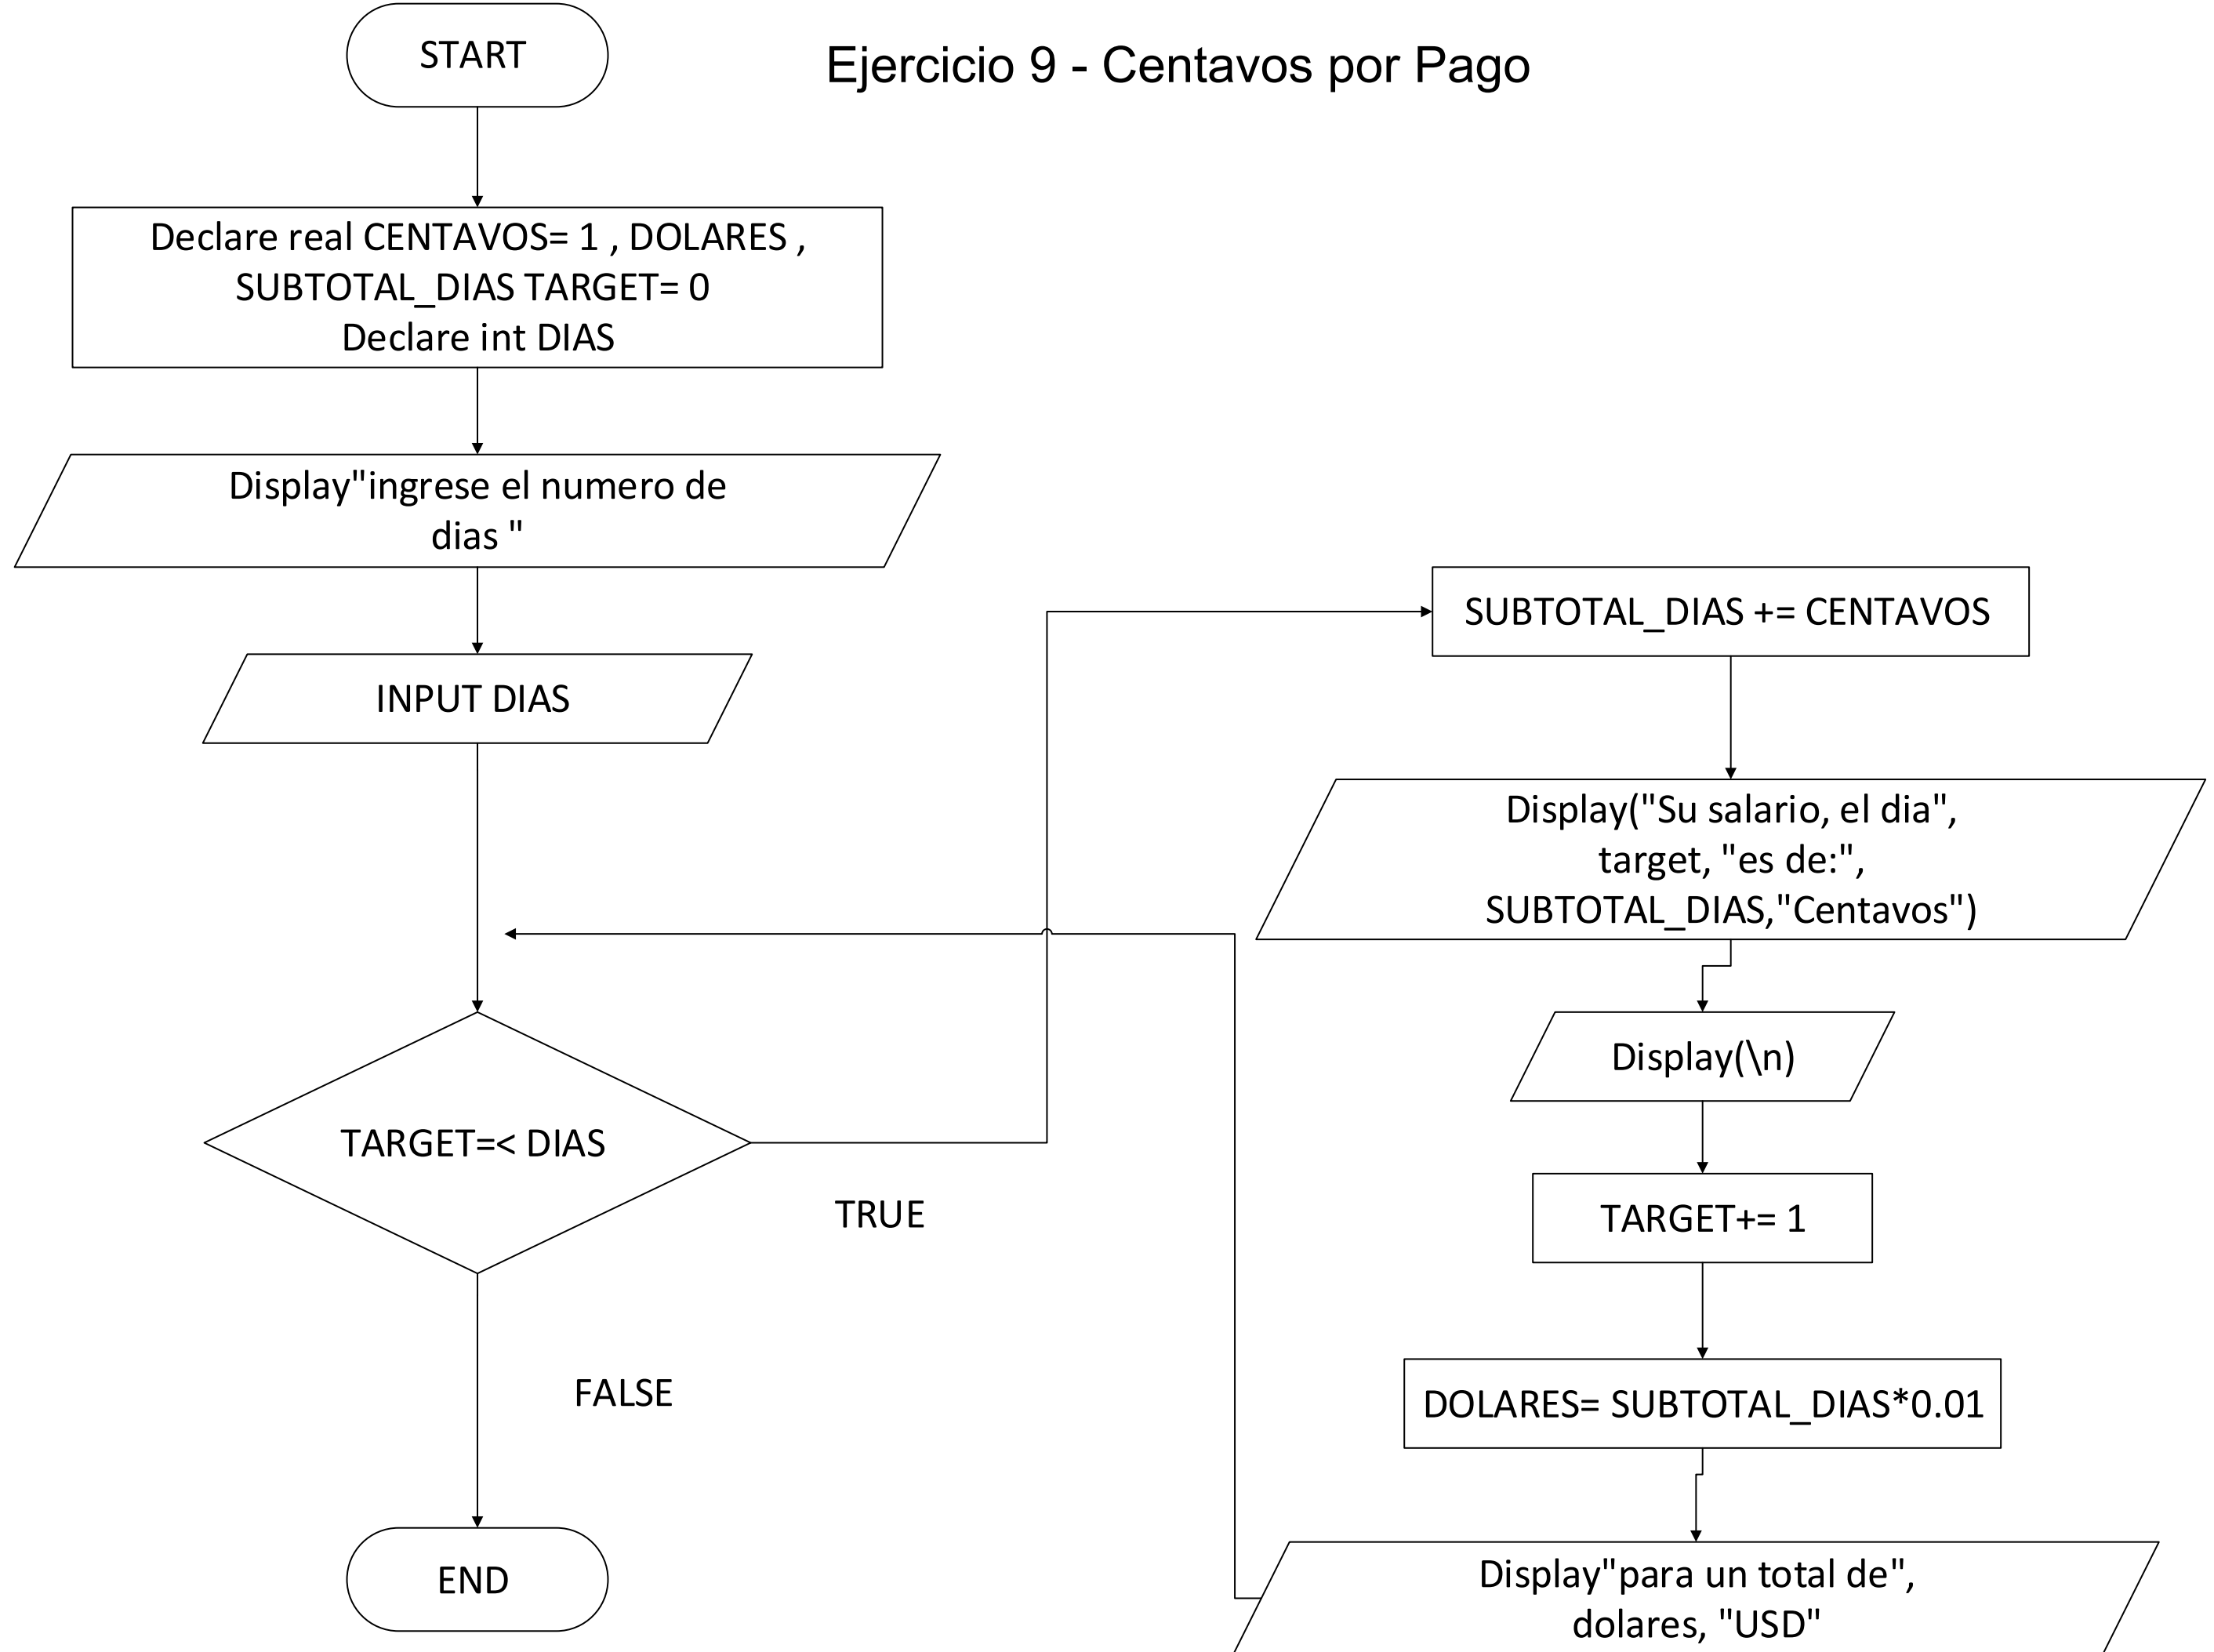 START
Ejercicio 9 - Centavos por Pago
Declare real CENTAVOS= 1 , DOLARES ,
SUBTOTAL_DIAS TARGET= 0
Declare int DIAS
Display"ingrese el numero de
dias "
INPUT DIAS
TARGET=< DIAS
TRUE
FALSE
END
SUBTOTAL_DIAS += CENTAVOS
Display("Su salario, el dia",
target, "es de:",
SUBTOTAL_DIAS,"Centavos")
Display(\n)
TARGET+= 1
DOLARES= SUBTOTAL_DIAS*0.01
Display"para un total de",
dolares, "USD"